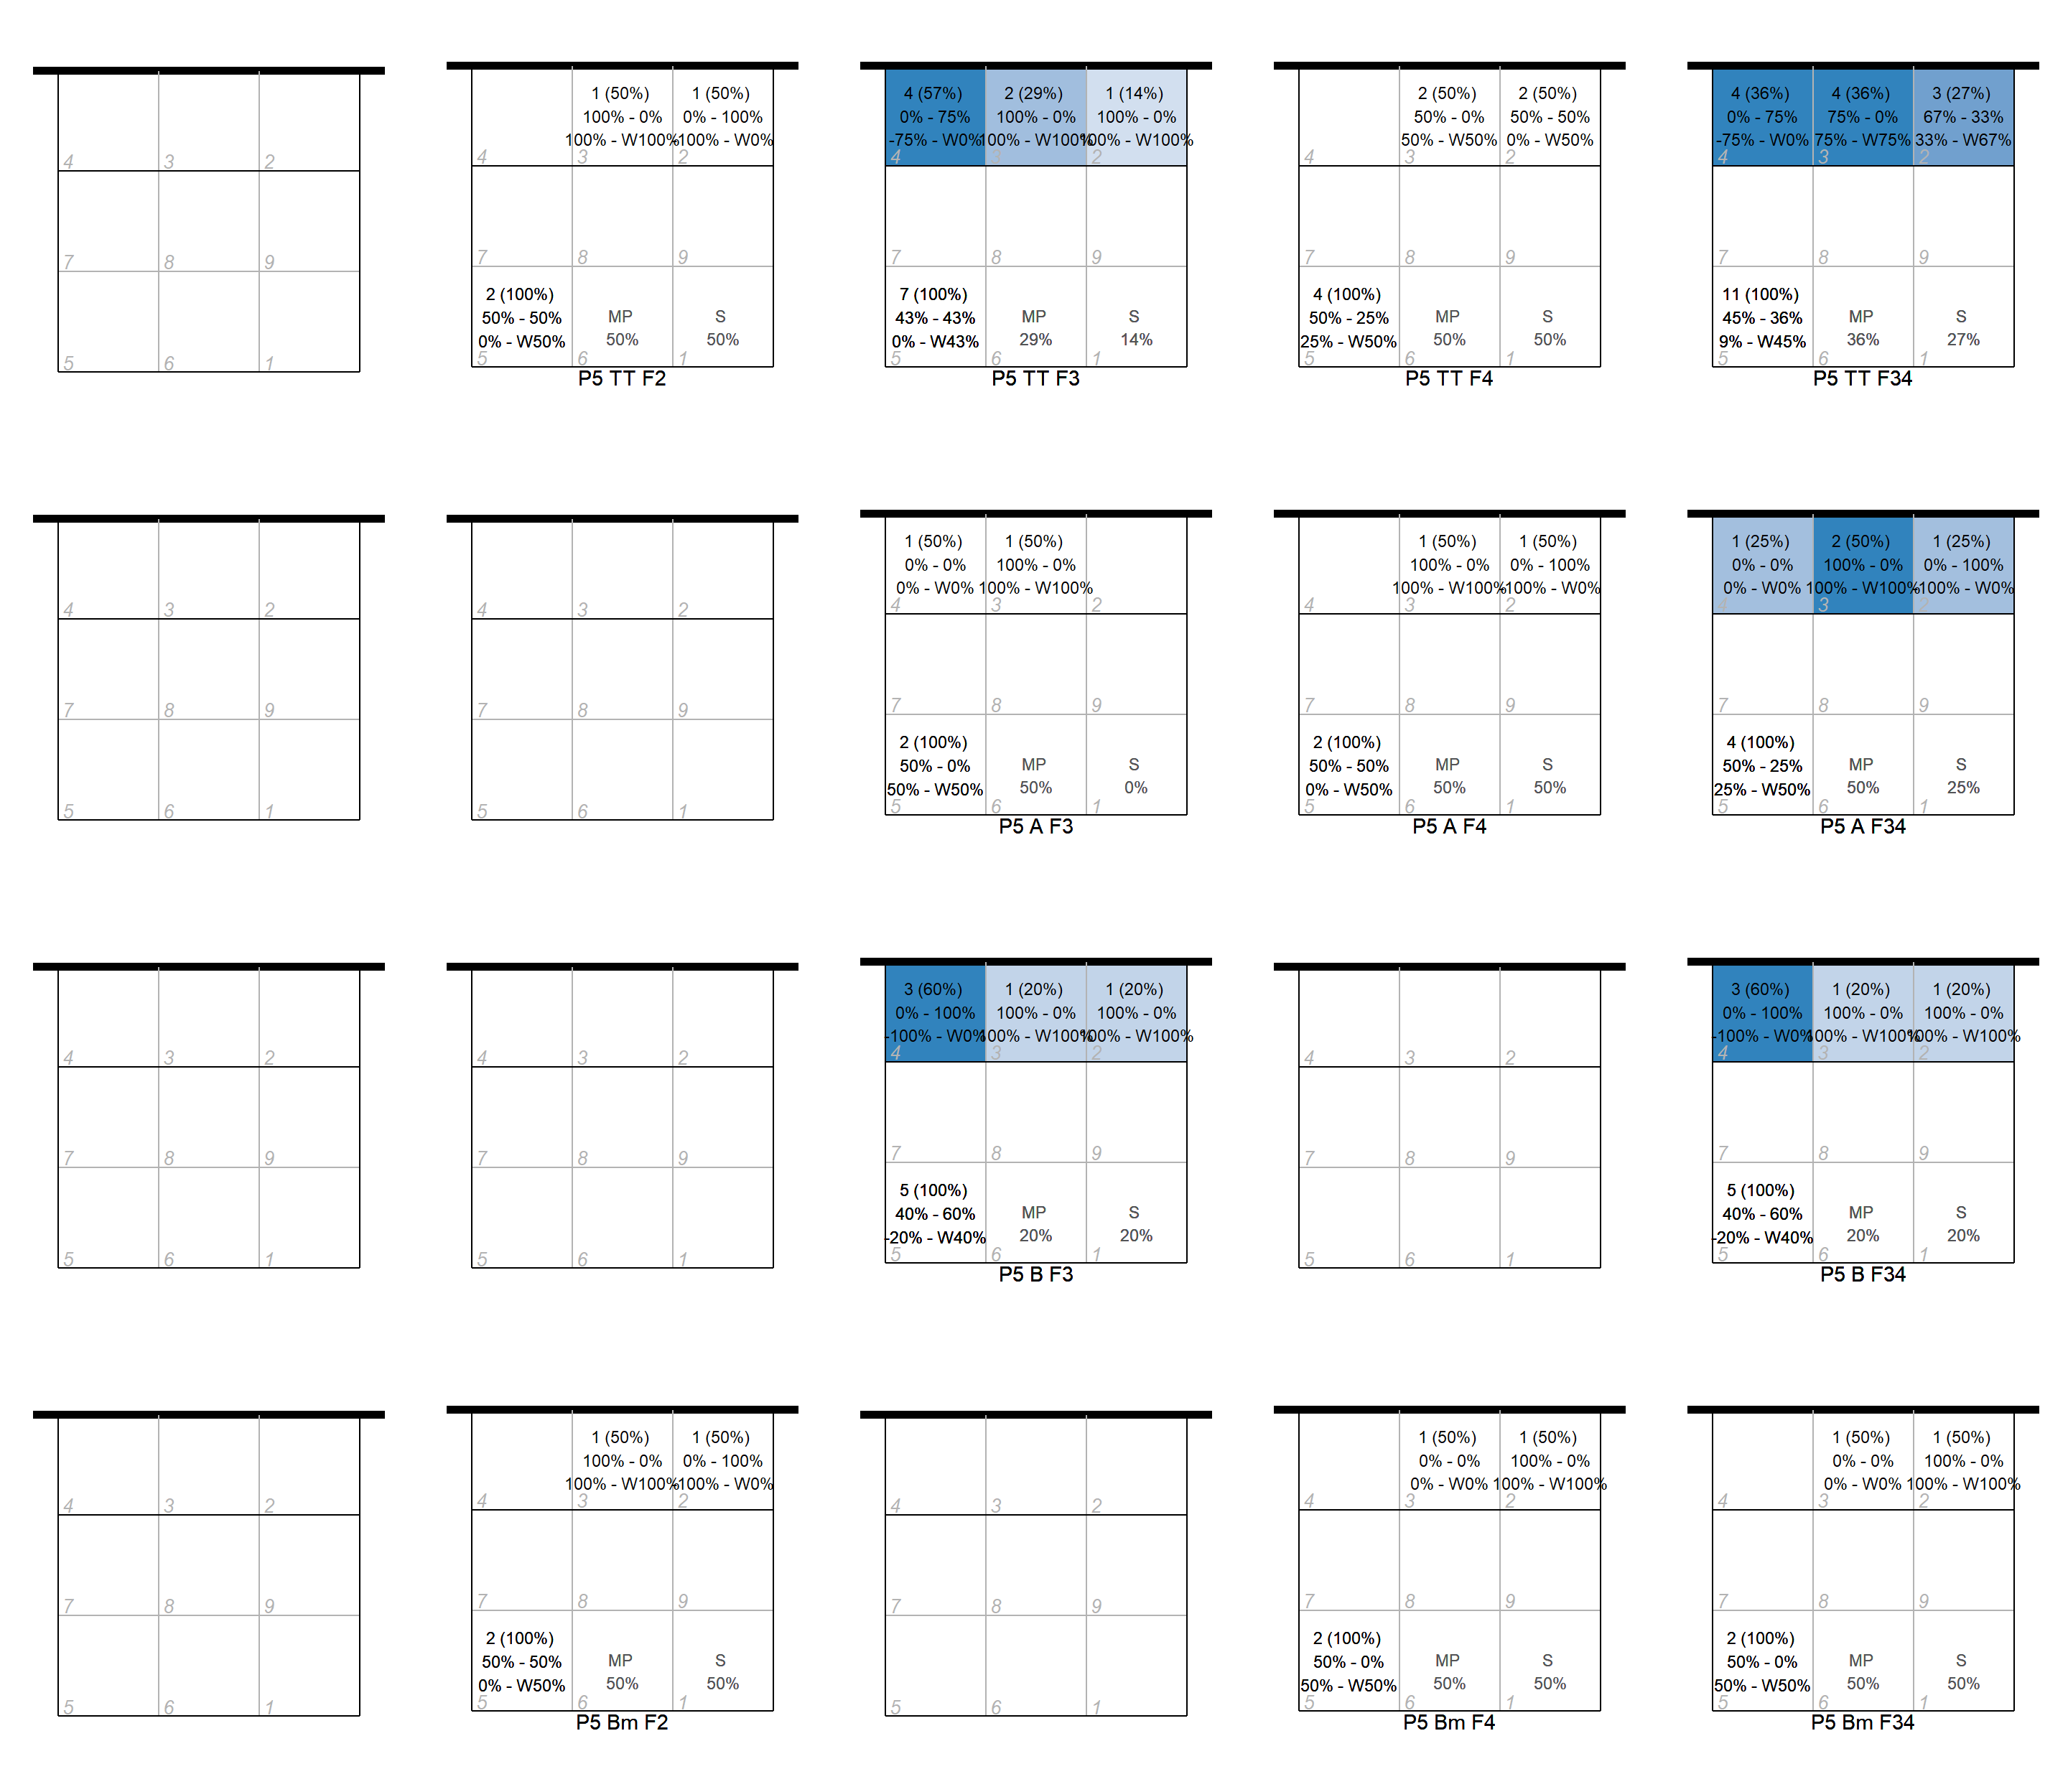 4
3
2
7
8
9
5
6
1
1 (50%)
100% - 0%
100% - W100%
1 (50%)
0% - 100%
-100% - W0%
4
3
2
7
8
9
2 (100%)
50% - 50%
0% - W50%
MP
50%
S
50%
5
6
1
P5 TT F2
4 (57%)
0% - 75%
-75% - W0%
2 (29%)
100% - 0%
100% - W100%
1 (14%)
100% - 0%
100% - W100%
4
3
2
7
8
9
7 (100%)
43% - 43%
0% - W43%
MP
29%
S
14%
5
6
1
P5 TT F3
2 (50%)
50% - 0%
50% - W50%
2 (50%)
50% - 50%
0% - W50%
4
3
2
7
8
9
4 (100%)
50% - 25%
25% - W50%
MP
50%
S
50%
5
6
1
P5 TT F4
4 (36%)
0% - 75%
-75% - W0%
4 (36%)
75% - 0%
75% - W75%
3 (27%)
67% - 33%
33% - W67%
4
3
2
7
8
9
11 (100%)
45% - 36%
9% - W45%
MP
36%
S
27%
5
6
1
P5 TT F34
4
3
2
7
8
9
5
6
1
4
3
2
7
8
9
5
6
1
1 (50%)
0% - 0%
0% - W0%
1 (50%)
100% - 0%
100% - W100%
4
3
2
7
8
9
2 (100%)
50% - 0%
50% - W50%
MP
50%
S
0%
5
6
1
P5 A F3
1 (50%)
100% - 0%
100% - W100%
1 (50%)
0% - 100%
-100% - W0%
4
3
2
7
8
9
2 (100%)
50% - 50%
0% - W50%
MP
50%
S
50%
5
6
1
P5 A F4
1 (25%)
0% - 0%
0% - W0%
2 (50%)
100% - 0%
100% - W100%
1 (25%)
0% - 100%
-100% - W0%
4
3
2
7
8
9
4 (100%)
50% - 25%
25% - W50%
MP
50%
S
25%
5
6
1
P5 A F34
4
3
2
7
8
9
5
6
1
4
3
2
7
8
9
5
6
1
3 (60%)
0% - 100%
-100% - W0%
1 (20%)
100% - 0%
100% - W100%
1 (20%)
100% - 0%
100% - W100%
4
3
2
7
8
9
5 (100%)
40% - 60%
-20% - W40%
MP
20%
S
20%
5
6
1
P5 B F3
4
3
2
7
8
9
5
6
1
3 (60%)
0% - 100%
-100% - W0%
1 (20%)
100% - 0%
100% - W100%
1 (20%)
100% - 0%
100% - W100%
4
3
2
7
8
9
5 (100%)
40% - 60%
-20% - W40%
MP
20%
S
20%
5
6
1
P5 B F34
4
3
2
7
8
9
5
6
1
1 (50%)
100% - 0%
100% - W100%
1 (50%)
0% - 100%
-100% - W0%
4
3
2
7
8
9
2 (100%)
50% - 50%
0% - W50%
MP
50%
S
50%
5
6
1
P5 Bm F2
4
3
2
7
8
9
5
6
1
1 (50%)
0% - 0%
0% - W0%
1 (50%)
100% - 0%
100% - W100%
4
3
2
7
8
9
2 (100%)
50% - 0%
50% - W50%
MP
50%
S
50%
5
6
1
P5 Bm F4
1 (50%)
0% - 0%
0% - W0%
1 (50%)
100% - 0%
100% - W100%
4
3
2
7
8
9
2 (100%)
50% - 0%
50% - W50%
MP
50%
S
50%
5
6
1
P5 Bm F34